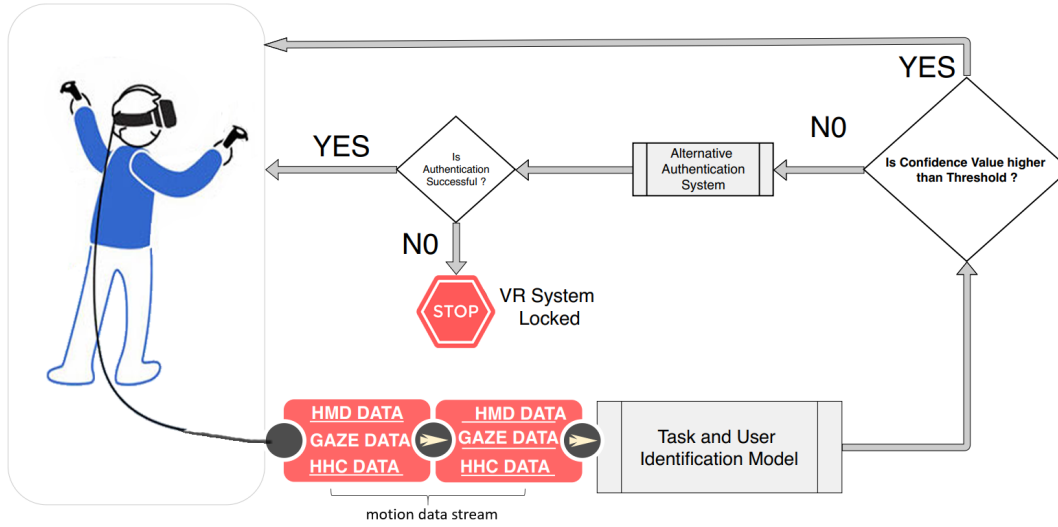 YES
YES
N0
Is
Authentication
Successful ?
Alternative
Authentication
System
Is Confidence Value higher
than Threshold ?
N0
STOP
VR System
Locked
HMD DATA
GAZE DATA
HHC DATA
HMD DATA
GAZE DATA
HHC DATA
Task and User
Identification Model
motion data stream